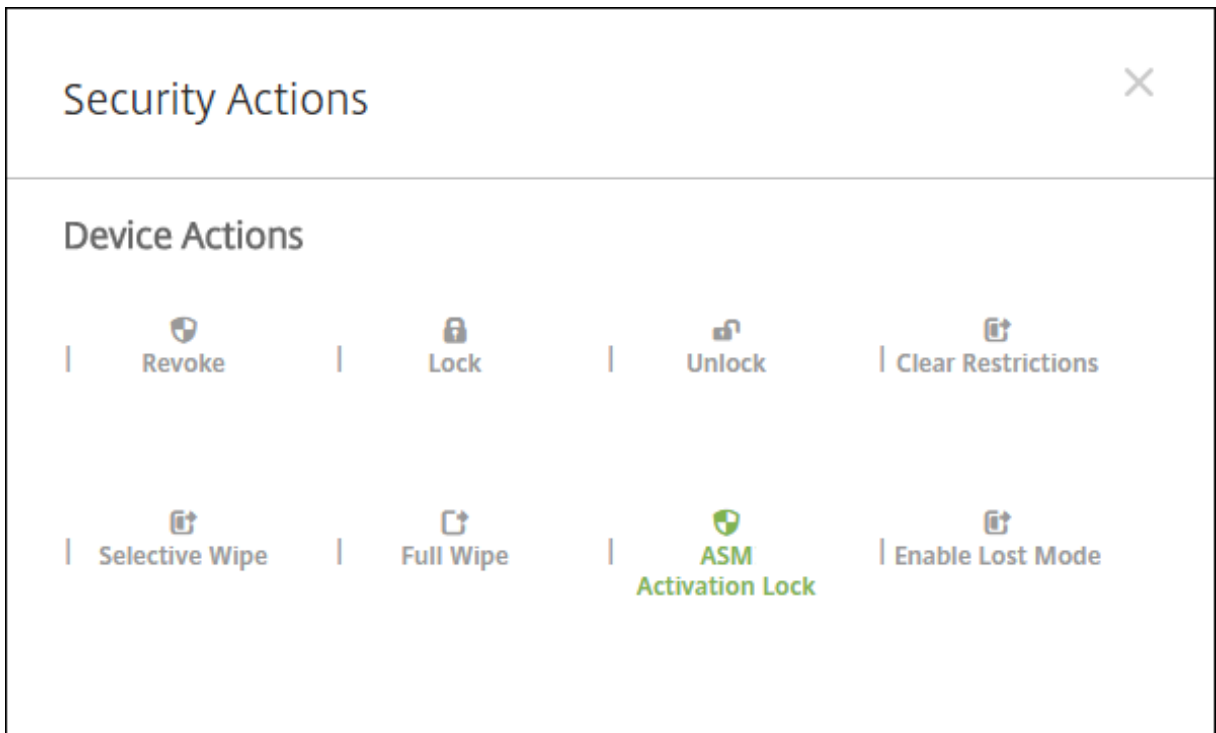 Security Actions
Device Actions
Revoke
Lock
Unlock
Clear Restrictions
Selective Wipe
Full Wipe
ASM
Activation Lock
Enable Lost Mode